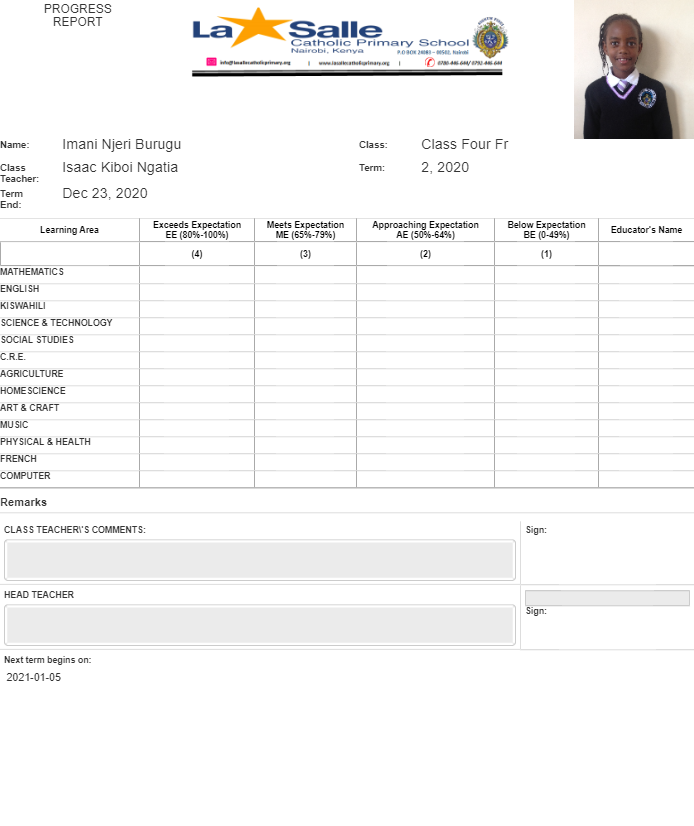 PROGRESS
REPORT
La Salle
Catholic Primary School
Nairobi, Kenya
P.O BOX 24083 - 00502, Nairobi
info@lasallecatholicprimary.org | www.lasallecatholicprimary.org | 0780-446-644/ 0792-446-644
Name: Imani Njeri Burugu Class: Class Four Fr
Class Teacher: Isaac Kiboi Ngatia Term: 2, 2020
Term End: Dec 23, 2020
Learning Area Exceeds Expectation EE (80%-100%) Meets Expectation ME (65%-79%) Approaching Expectation AE (50%-64%) Below Expectation BE (0-49%) Educator's Name
(4) (3) (2) (1)
MATHEMATICS
ENGLISH
KISWAHILI
SCIENCE & TECHNOLOGY
SOCIAL STUDIES
C.R.E.
AGRICULTURE
HOMESCIENCE
ART & CRAFT
MUSIC
PHYSICAL & HEALTH
FRENCH
COMPUTER
Remarks
CLASS TEACHER\'S COMMENTS: Sign:
HEAD TEACHER
Sign:
Next term begins on:
2021-01-05